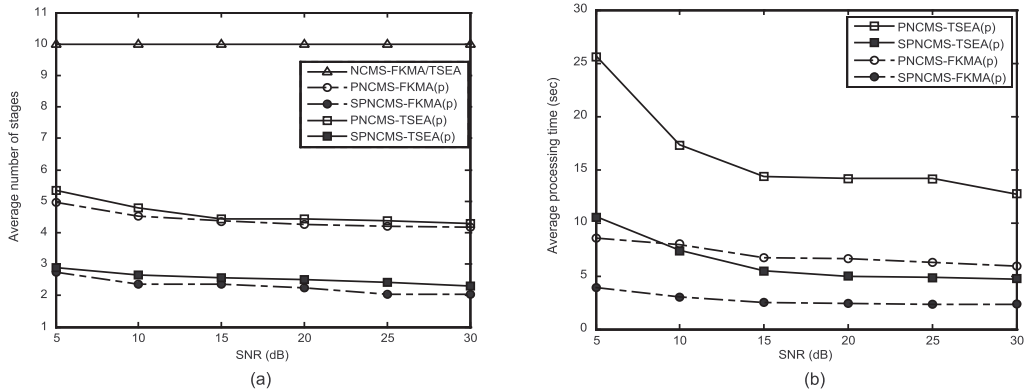 11
10
9
8
7
6
5
4
3
2
1
Average number of stages
NCMS-FKMA/TSEA
PNCMS-FKMA(p)
SPNCMS-FKMA(p)
PNCMS-TSEA(p)
SPNCMS-TSEA(p)
5 10 15 20 25 30
SNR (dB)
(a)
30
25
20
15
10
5
0
Average processing time (sec)
PNCMS-TSEA(p)
SPNCMS-TSEA(p)
PNCMS-FKMA(p)
SPNCMS-FKMA(p)
5 10 15 20 25 30
SNR (dB)
(b)